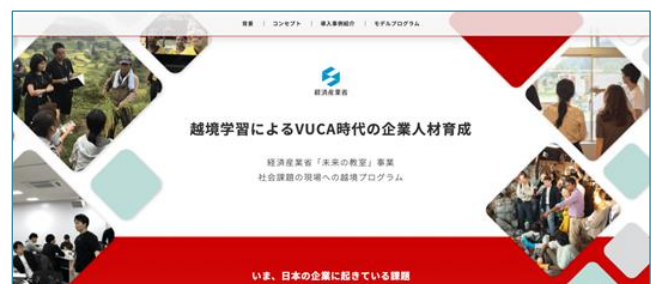 背景 | コンセプト | 導入事例紹介 | モデルプログラム
経済産業省
越境学習によるVUCA時代の企業人材育成
経済産業省「未来の教室」事業
社会課題の現場への越境プログラム
いま、日本の企業に起きている課題